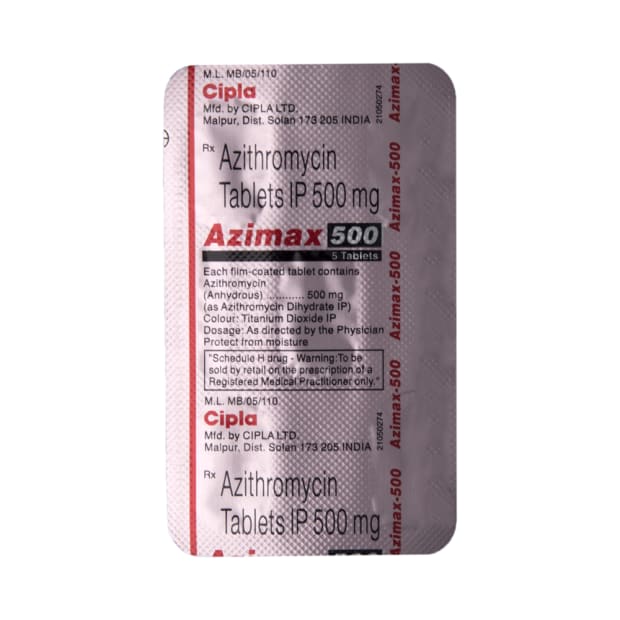 M.L. MB/05/110
Cipla
Mfd. by CIPLA LTD.
Malpur, Dist. Solan 173 205 INDIA
21050274
Rx Azithromycin
Tablets IP 500 mg
Azimax 500
5 Tablets
Each film-coated tablet contains
Azithromycin
(Anhydrous) ............ 500 mg
(as Azithromycin Dihydrate IP)
Colour: Titanium Dioxide IP
Dosage: As directed by the Physician
Protect from moisture
"Schedule H drug - Warning: To be
sold by retail on the prescription of a
Registered Medical Practitioner only."
M.L. MB/05/110
Cipla
Mfd. by CIPLA LTD.
Malpur, Dist. Solan 173 205 INDIA
21050274
Rx Azithromycin
Tablets IP 500 mg
Azimax
Azimax-500
Azimax-500
Azimax-500
Azimax-500